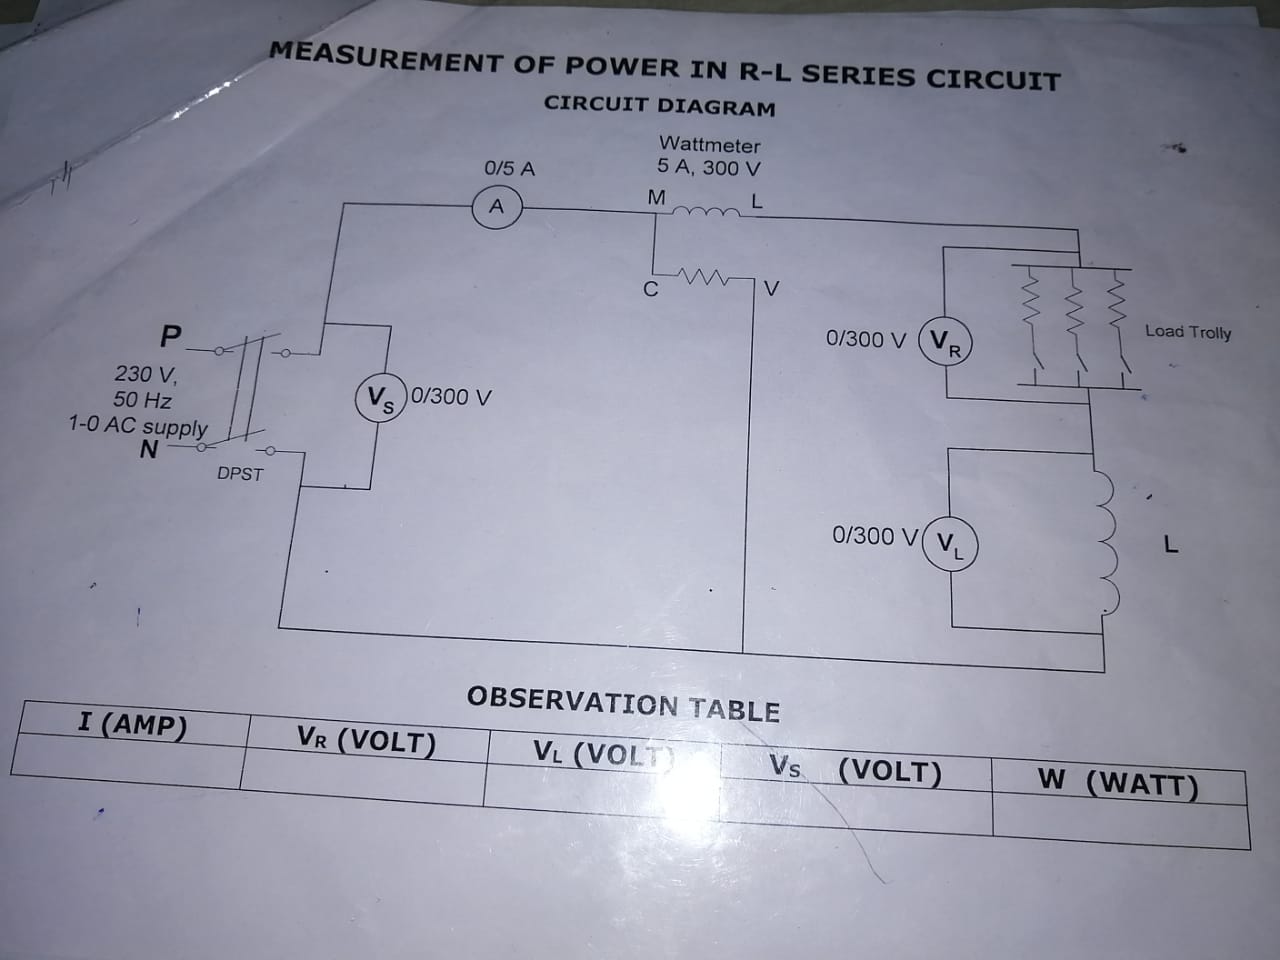 MEASUREMENT OF POWER IN R-L SERIES CIRCUIT
CIRCUIT DIAGRAM
Wattmeter
5 A, 300 V
0/5 A
M
L
A
C
V
P
230 V,
50 Hz
1-0 AC supply
N
DPST
VS
0/300 V
0/300 V
VR
Load Trolly
0/300 V
VL
L
OBSERVATION TABLE
I (AMP)
VR (VOLT)
VL (VOLT)
VS (VOLT)
W (WATT)